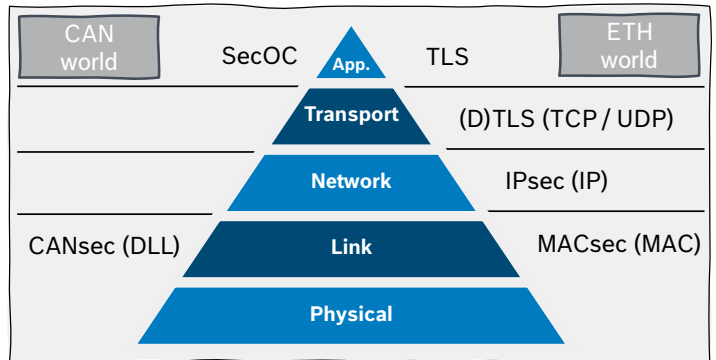 CAN
world
SecOC
App.
TLS
ETH
world
Transport
(D)TLS (TCP / UDP)
Network
IPsec (IP)
CANsec (DLL)
Link
MACsec (MAC)
Physical